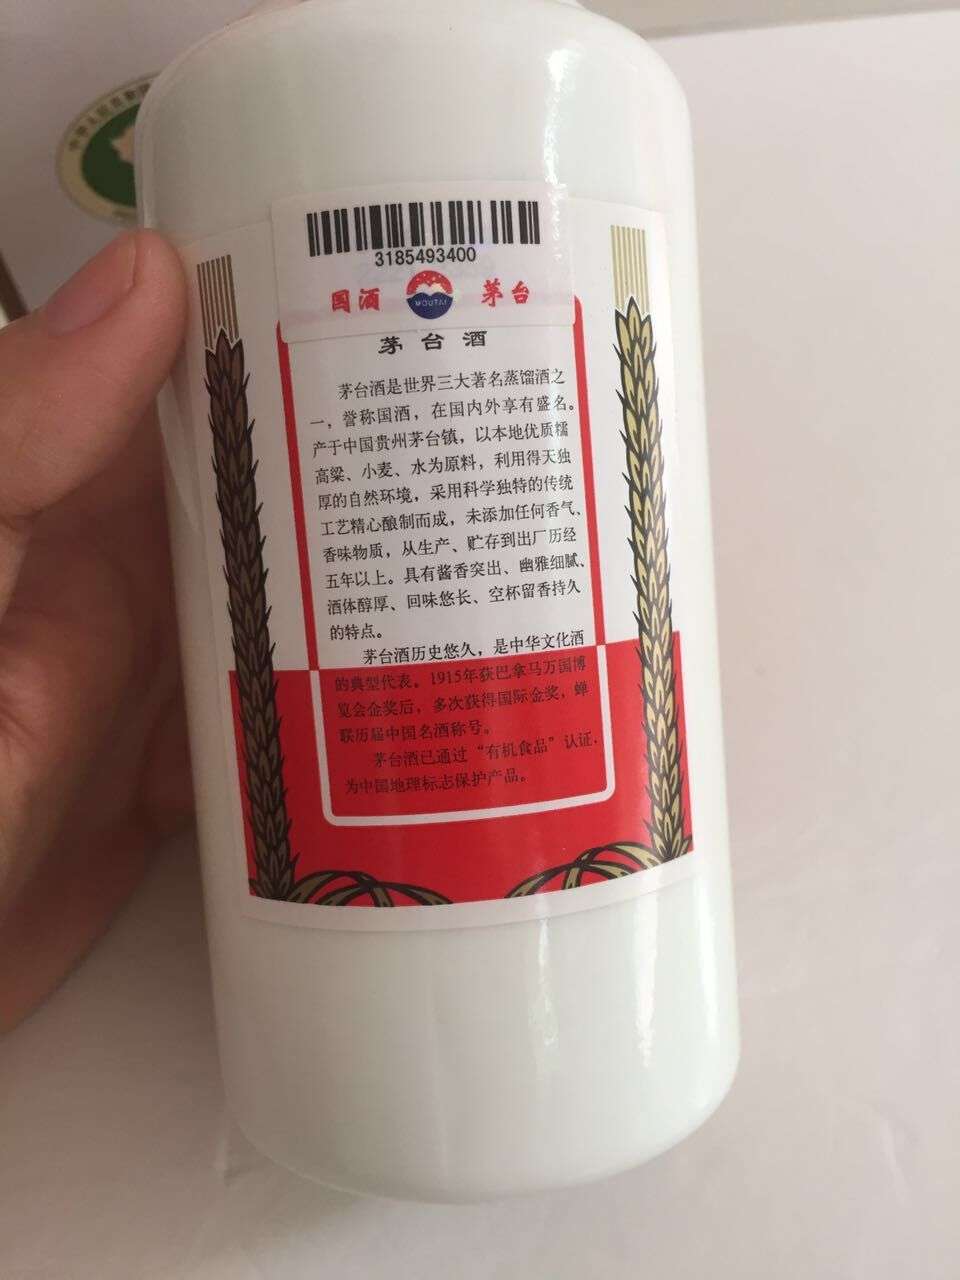 3185493400
国酒 MOUTAI 茅台
茅台酒
茅台酒是世界三大著名蒸馏酒之
一，誉称国酒，在国内外享有盛名。
产于中国贵州茅台镇，以本地优质糯
高粱、小麦、水为原料，利用得天独
厚的自然环境，采用科学独特的传统
工艺精心酿制而成，未添加任何香气、
香味物质，从生产、贮存到出厂历经
五年以上。具有酱香突出、幽雅细腻、
酒体醇厚、回味悠长、空杯留香持久
的特点。
茅台酒历史悠久，是中华文化酒
的典型代表。1915年获巴拿马万国博
览会金奖后，多次获得国际金奖，蝉
联历届中国名酒称号。
茅台酒已通过“有机食品”认证，
为中国地理标志保护产品。